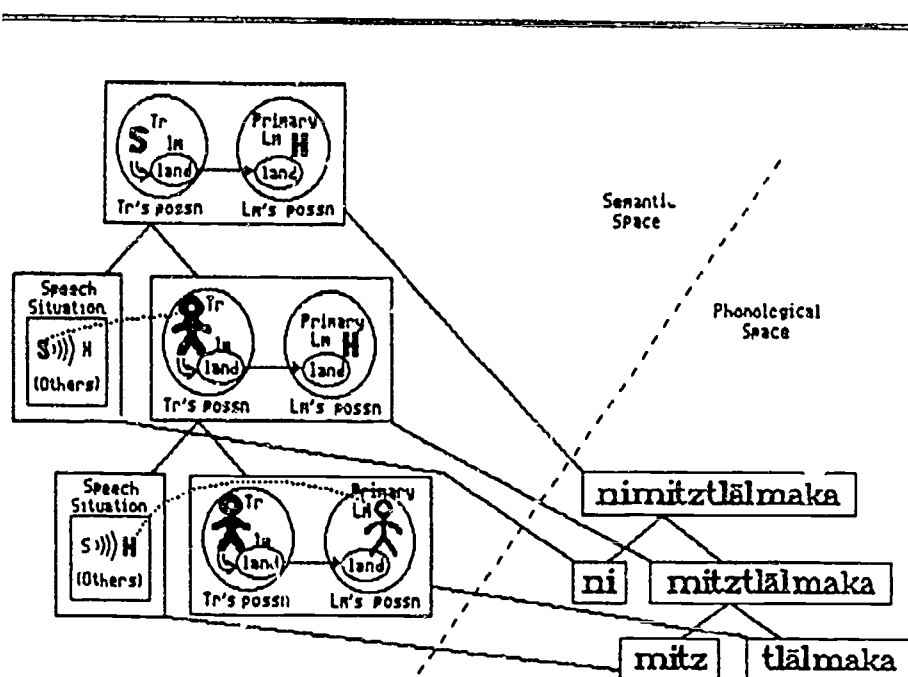 Tr
S
lm
land
Primary
Lm H
land
Tr's possn
Lm's possn
Semantic
Space
Phonological
Space
Speech
Situation
S))) H
(Others)
Tr
lm
land
Primary
Lm H
land
Tr's possn
Lm's possn
Speech
Situation
S))) H
(Others)
Tr
lm
land
Primary
Lm
land
Tr's possn
Lm's possn
nimitztlālmaka
ni
mitztlālmaka
mitz
tlālmaka